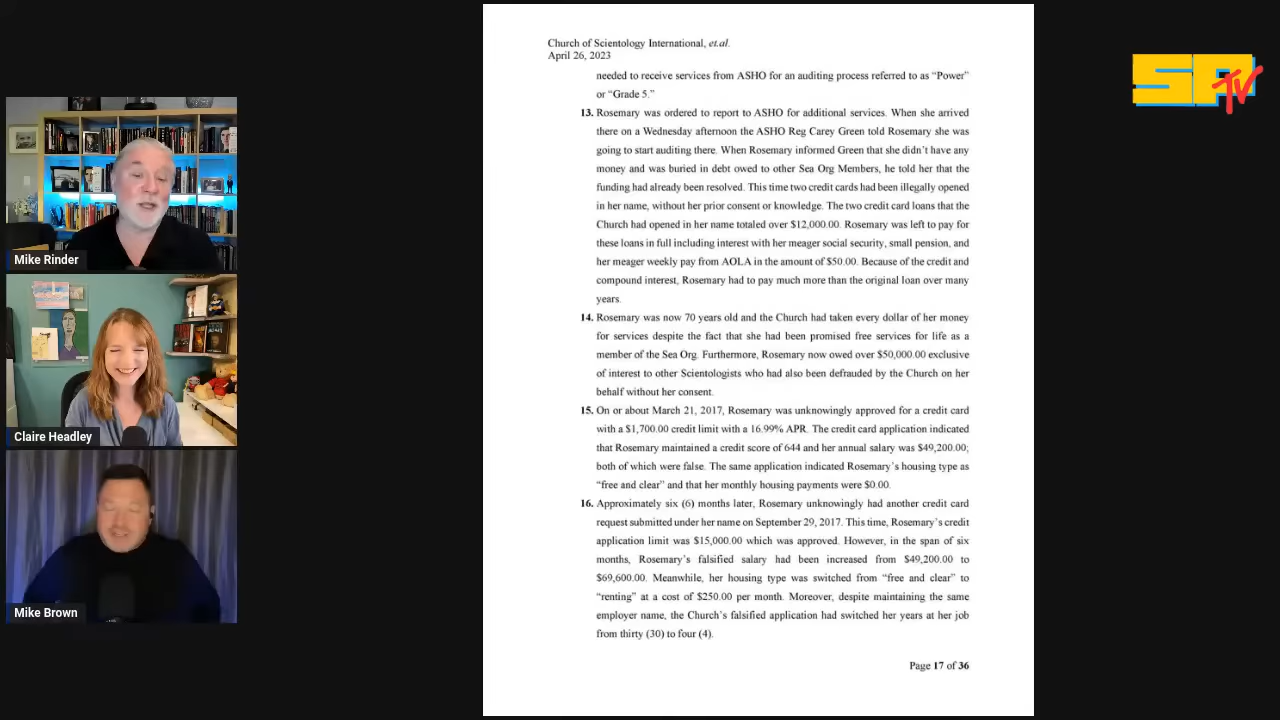 Church of Scientology International, et.al.
April 26, 2023
needed to receive services from ASHO for an auditing process referred to as “Power”
or “Grade 5.”
13. Rosemary was ordered to report to ASHO for additional services. When she arrived
there on a Wednesday afternoon the ASHO Reg Carey Green told Rosemary she was
going to start auditing there. When Rosemary informed Green that she didn’t have any
money and was buried in debt owed to other Sea Org Members, he told her that the
funding had already been resolved. This time two credit cards had been illegally opened
in her name, without her prior consent or knowledge. The two credit card loans that the
Church had opened in her name totaled over $12,000.00. Rosemary was left to pay for
these loans in full including interest with her meager social security, small pension, and
her meager weekly pay from AOLA in the amount of $50.00. Because of the credit and
compound interest, Rosemary had to pay much more than the original loan over many
years.
14. Rosemary was now 70 years old and the Church had taken every dollar of her money
for services despite the fact that she had been promised free services for life as a
member of the Sea Org. Furthermore, Rosemary now owed over $50,000.00 exclusive
of interest to other Scientologists who had also been defrauded by the Church on her
behalf without her consent.
15. On or about March 21, 2017, Rosemary was unknowingly approved for a credit card
with a $1,700.00 credit limit with a 16.99% APR. The credit card application indicated
that Rosemary maintained a credit score of 644 and her annual salary was $49,200.00;
both of which were false. The same application indicated Rosemary’s housing type as
“free and clear” and that her monthly housing payments were $0.00.
16. Approximately six (6) months later, Rosemary unknowingly had another credit card
request submitted under her name on September 29, 2017. This time, Rosemary’s credit
application limit was $15,000.00 which was approved. However, in the span of six
months, Rosemary’s falsified salary had been increased from $49,200.00 to
$69,600.00. Meanwhile, her housing type was switched from “free and clear” to
“renting” at a cost of $250.00 per month. Moreover, despite maintaining the same
employer name, the Church’s falsified application had switched her years at her job
from thirty (30) to four (4).
Page 17 of 36
Mike Rinder
Claire Headley
Mike Brown
SPTV